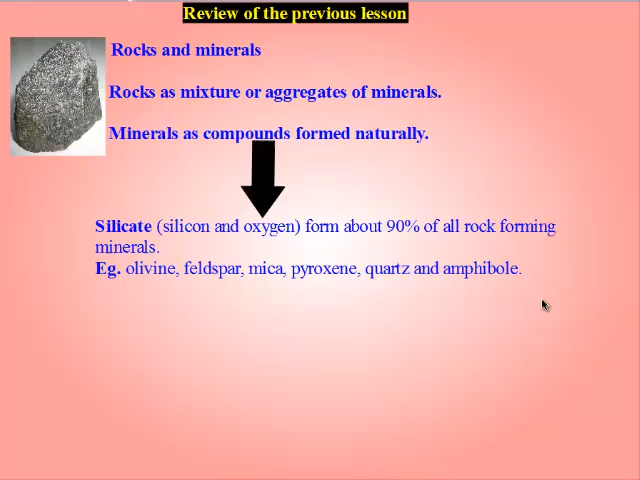 Review of the previous lesson
Rocks and minerals
Rocks as mixture or aggregates of minerals.
Minerals as compounds formed naturally.
Silicate (silicon and oxygen) form about 90% of all rock forming
minerals.
Eg. olivine, feldspar, mica, pyroxene, quartz and amphibole.